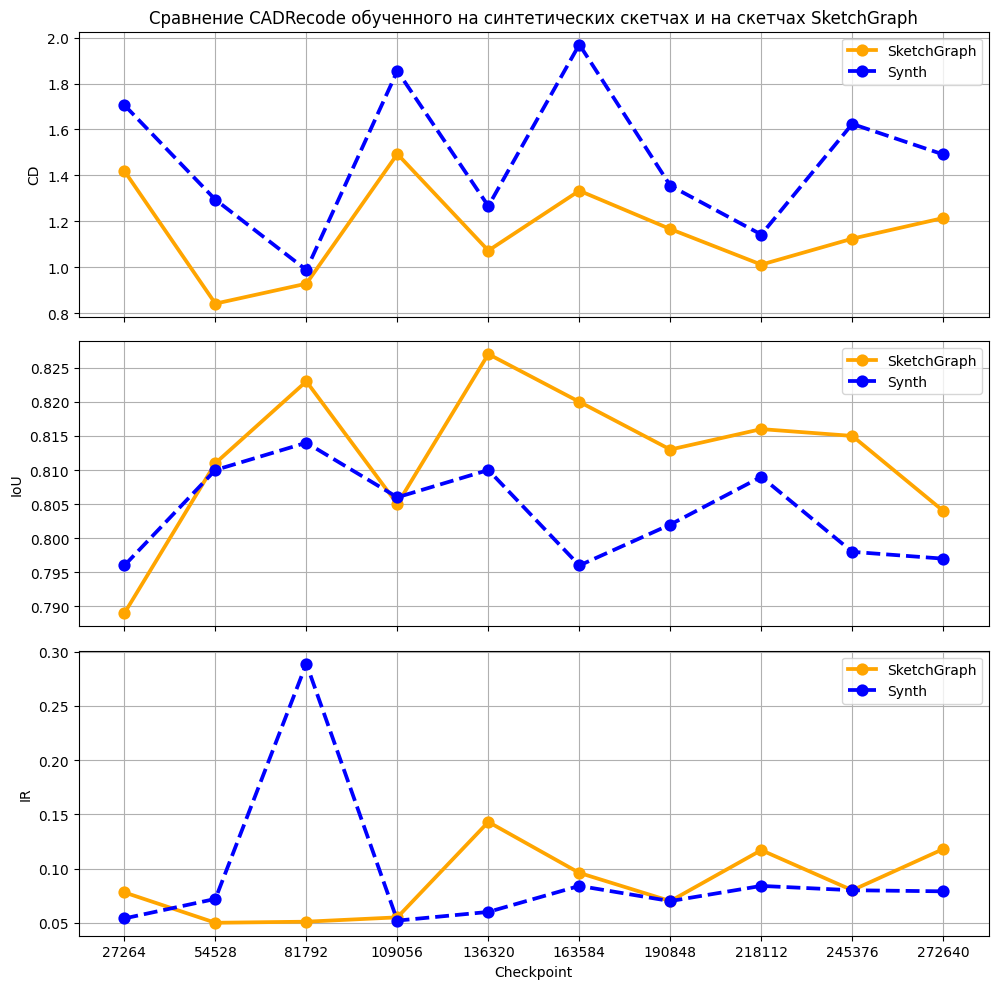 Сравнение CADRecode обученного на синтетических скетчах и на скетчах SketchGraph
2.0
1.8
1.6
1.4
1.2
1.0
0.8
CD
SketchGraph
Synth
0.825
0.820
0.815
0.810
0.805
0.800
0.795
0.790
IoU
SketchGraph
Synth
0.30
0.25
0.20
0.15
0.10
0.05
IR
SketchGraph
Synth
27264 54528 81792 109056 136320 163584 190848 218112 245376 272640
Checkpoint